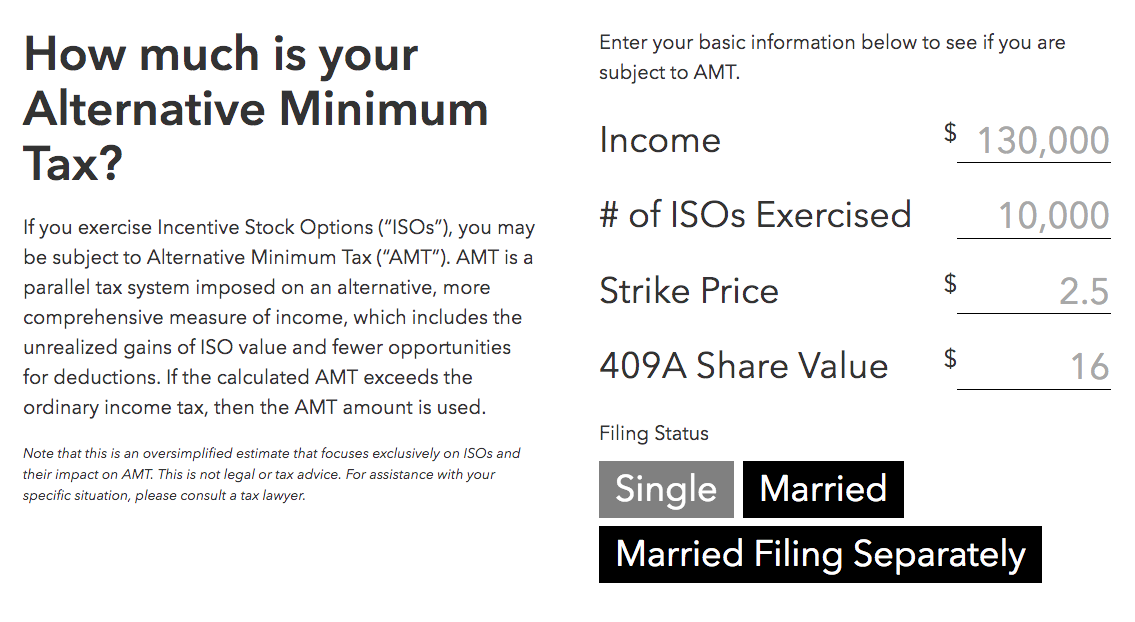 How much is your
Alternative Minimum
Tax?
If you exercise Incentive Stock Options (“ISOs”), you may
be subject to Alternative Minimum Tax (“AMT”). AMT is a
parallel tax system imposed on an alternative, more
comprehensive measure of income, which includes the
unrealized gains of ISO value and fewer opportunities
for deductions. If the calculated AMT exceeds the
ordinary income tax, then the AMT amount is used.
Note that this is an oversimplified estimate that focuses exclusively on ISOs and
their impact on AMT. This is not legal or tax advice. For assistance with your
specific situation, please consult a tax lawyer.
Enter your basic information below to see if you are
subject to AMT.
Income $ 130,000
# of ISOs Exercised 10,000
Strike Price $ 2.5
409A Share Value $ 16
Filing Status
Single Married
Married Filing Separately